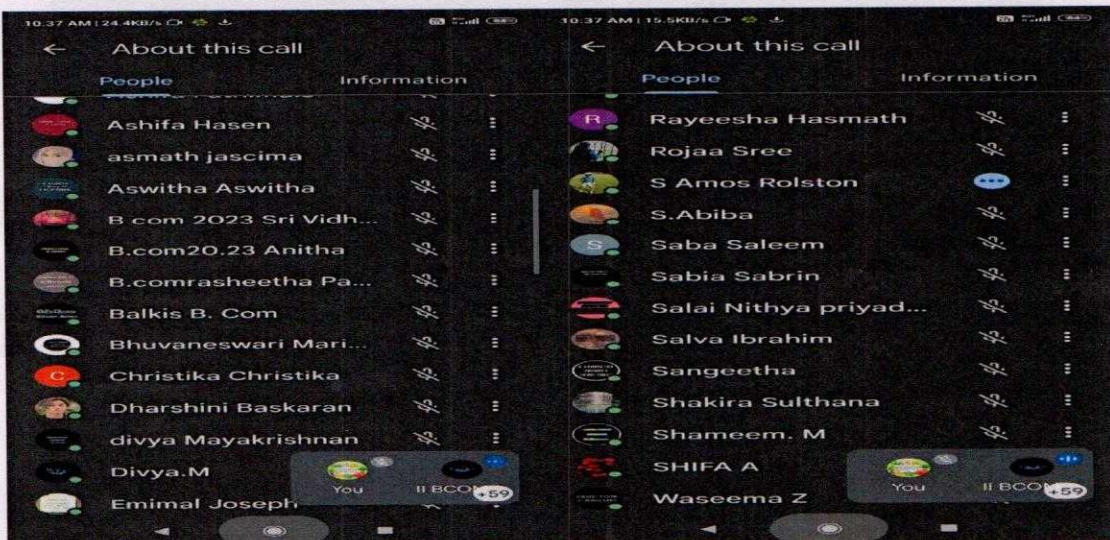 10.37 AM | 24.4KB/s
About this call
People Information
Ashifa Hasen
asmath jascima
Aswitha Aswitha
B com 2023 Sri Vidh...
B.com20.23 Anitha
B.comrasheetha Pa...
Balkis B. Com
Bhuvaneswari Mari...
C Christika Christika
Dharshini Baskaran
divya Mayakrishnan
Divya.M
Emimal Joseph
You II BCOM
+59
10.37 AM | 15.5KB/s
About this call
People Information
R Rayeesha Hasmath
Rojaa Sree
S Amos Rolston
S.Abiba
S Saba Saleem
Sabia Sabrin
Salai Nithya priyad...
Salva Ibrahim
Sangeetha
Shakira Sulthana
Shameem. M
SHIFA A
Waseema Z
You II BCO
+59